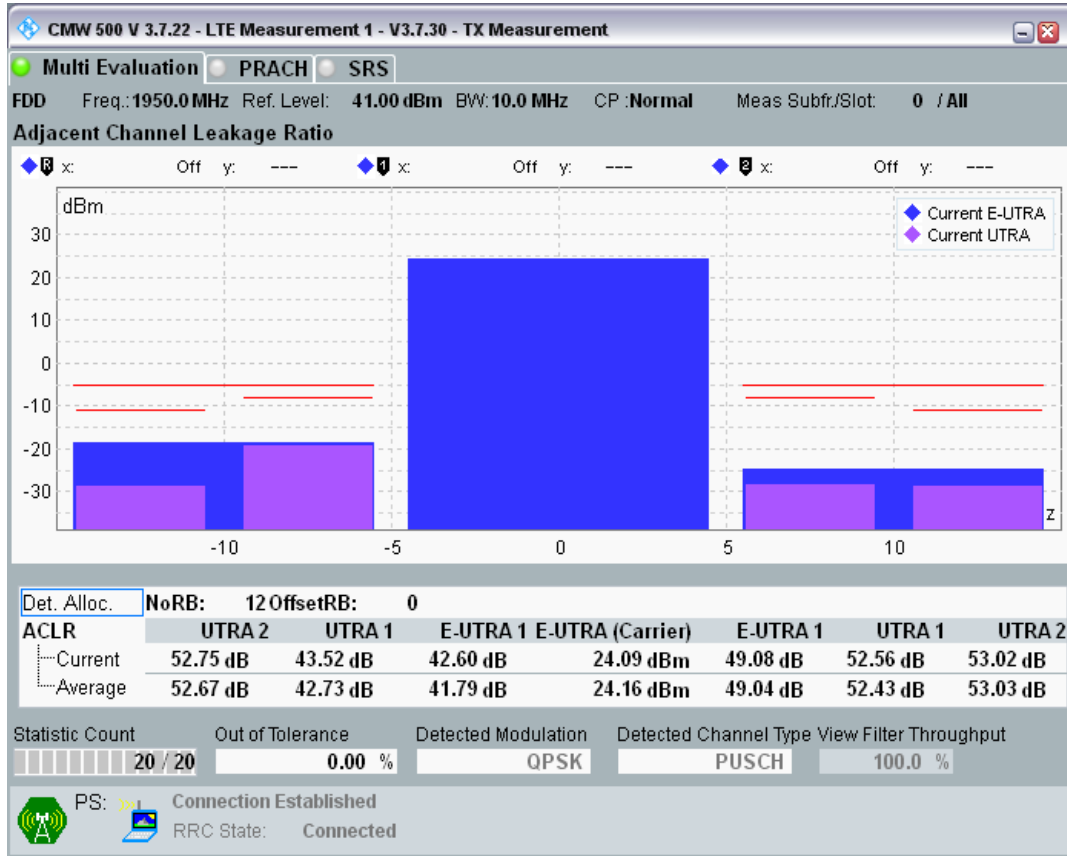 CMW 500 V 3.7.22 - LTE Measurement 1 - V3.7.30 - TX Measurement
Multi Evaluation PRACH SRS
FDD Freq.: 1950.0 MHz Ref. Level: 41.00 dBm BW: 10.0 MHz CP :Normal Meas Subfr./Slot: 0 / All
Adjacent Channel Leakage Ratio
R x: Off y: --- 1 x: Off y: --- 2 x: Off y: ---
dBm
Current E-UTRA
Current UTRA
30
20
10
0
-10
-20
-30
z
-10 -5 0 5 10
Det. Alloc. NoRB: 12 OffsetRB: 0
ACLR UTRA 2 UTRA 1 E-UTRA 1 E-UTRA (Carrier) E-UTRA 1 UTRA 1 UTRA 2
Current 52.75 dB 43.52 dB 42.60 dB 24.09 dBm 49.08 dB 52.56 dB 53.02 dB
Average 52.67 dB 42.73 dB 41.79 dB 24.16 dBm 49.04 dB 52.43 dB 53.03 dB
Statistic Count Out of Tolerance Detected Modulation Detected Channel Type View Filter Throughput
20 / 20 0.00 % QPSK PUSCH 100.0 %
PS: Connection Established
RRC State: Connected